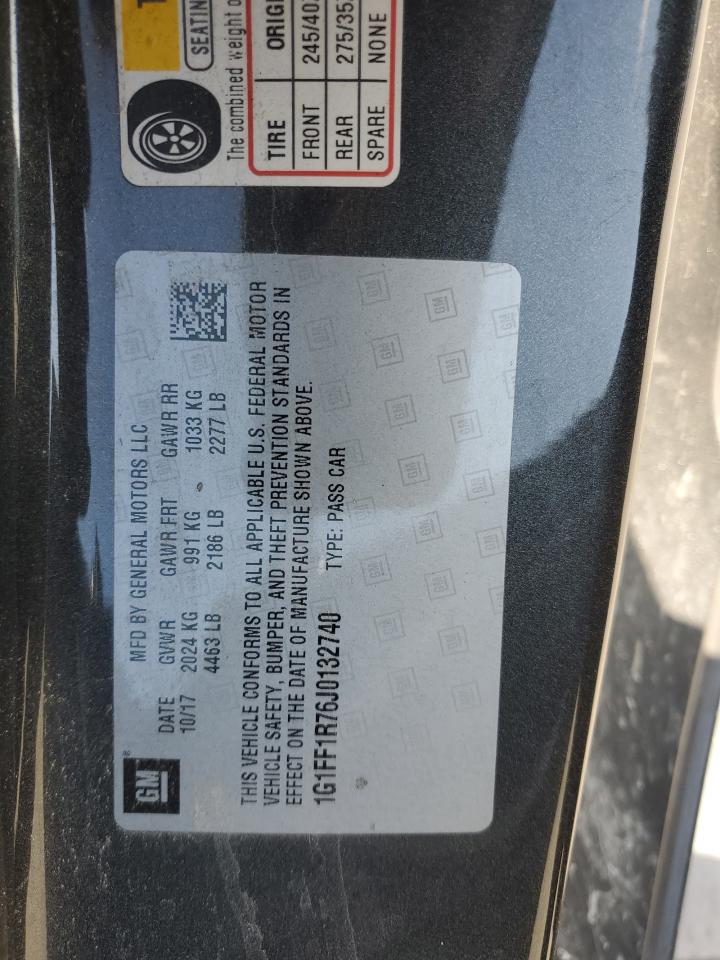 T
SEATIN
The combined weight o
TIRE ORIGI
FRONT 245/40
REAR 275/35
SPARE NONE
GM ®
MFD BY GENERAL MOTORS LLC
DATE GVWR GAWR FRT GAWR RR
10/17 2024 KG 991 KG 1033 KG
4463 LB 2186 LB 2277 LB
THIS VEHICLE CONFORMS TO ALL APPLICABLE U.S. FEDERAL MOTOR
VEHICLE SAFETY, BUMPER, AND THEFT PREVENTION STANDARDS IN
EFFECT ON THE DATE OF MANUFACTURE SHOWN ABOVE.
1G1FF1R76J0132740 TYPE: PASS CAR